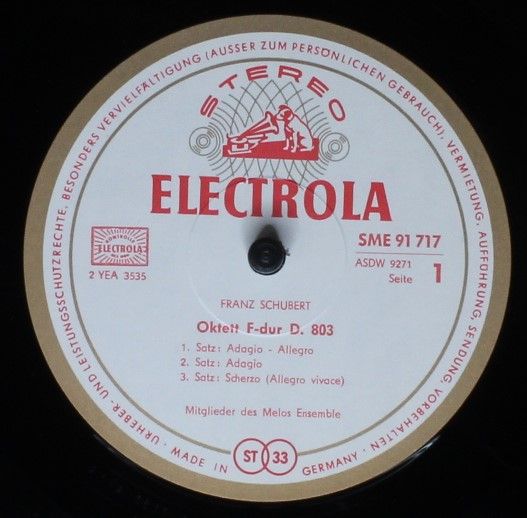 URHEBER- UND LEISTUNGSSCHUTZRECHTE, BESONDERS VERVIELFÄLTIGUNG (AUSSER ZUM PERSÖNLICHEN GEBRAUCH), VERMIETUNG, AUFFÜHRUNG, SENDUNG, VORBEHALTEN · MADE IN GERMANY ·
STEREO
ELECTROLA
ELECTROLA
2 YEA 3535
SME 91 717
ASDW 9271
Seite 1
FRANZ SCHUBERT
Oktett F-dur D. 803
1. Satz: Adagio - Allegro
2. Satz: Adagio
3. Satz: Scherzo (Allegro vivace)
Mitglieder des Melos Ensemble
ST 33